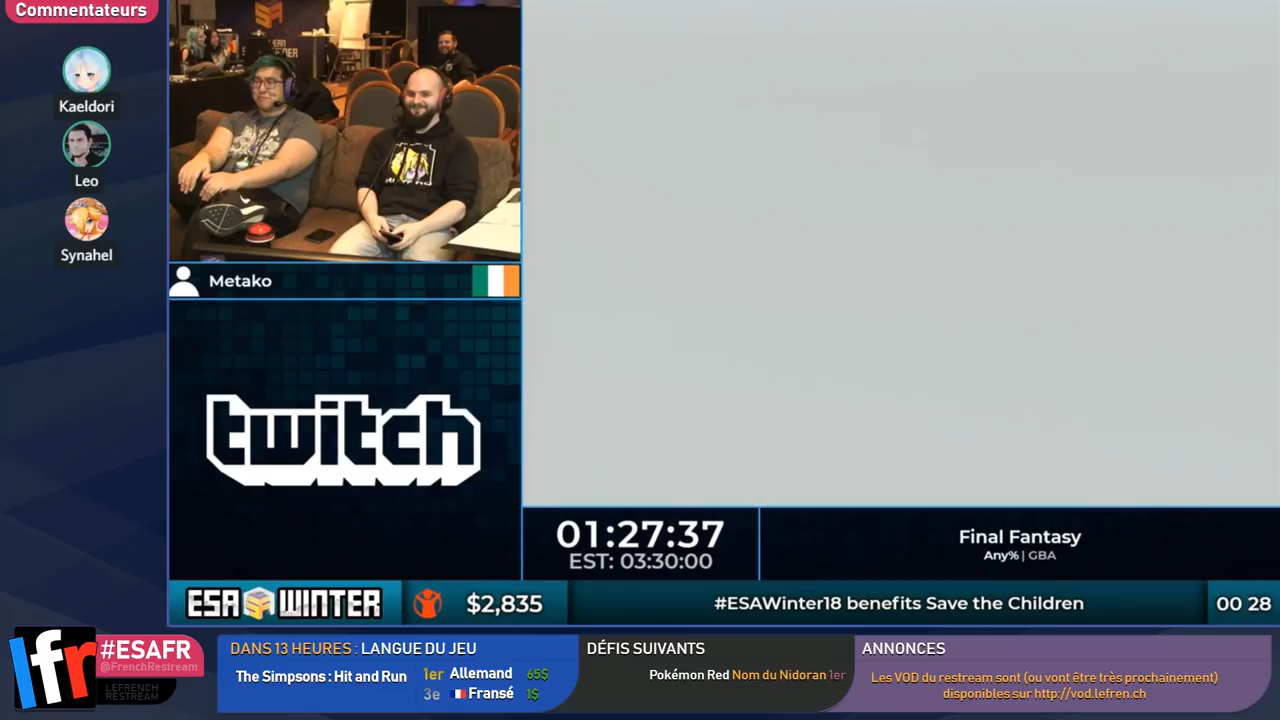 Commentateurs
Kaeldori
Leo
Synahel
Metako
twitch
01:27:37
EST: 03:30:00
Final Fantasy
Any% | GBA
ESA WINTER
$2,835
#ESAWinter18 benefits Save the Children
00 28
lfr
#ESAFR
@FrenchRestream
LEFRENCH
RESTREAM
DANS 13 HEURES : LANGUE DU JEU
The Simpsons : Hit and Run
1er Allemand 65$
3e Fransé 1$
DÉFIS SUIVANTS
Pokémon Red Nom du Nidoran 1er
ANNONCES
Les VOD du restream sont (ou vont être très prochainement)
disponibles sur http://vod.lefren.ch